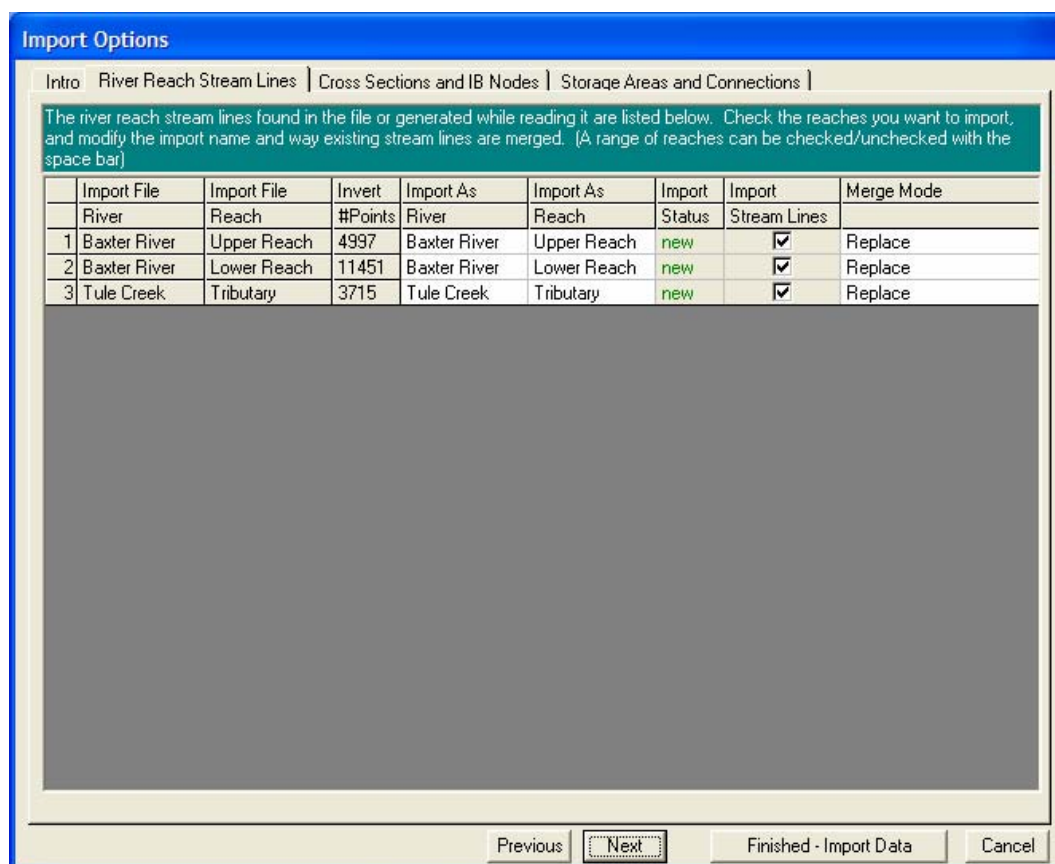 Import Options
Intro River Reach Stream Lines Cross Sections and IB Nodes Storage Areas and Connections
The river reach stream lines found in the file or generated while reading it are listed below. Check the reaches you want to import,
and modify the import name and way existing stream lines are merged. (A range of reaches can be checked/unchecked with the
space bar)
Import File Import File Invert Import As Import As Import Import Merge Mode
River Reach #Points River Reach Status Stream Lines
1 Baxter River Upper Reach 4997 Baxter River Upper Reach new Replace
2 Baxter River Lower Reach 11451 Baxter River Lower Reach new Replace
3 Tule Creek Tributary 3715 Tule Creek Tributary new Replace
Previous Next Finished - Import Data Cancel